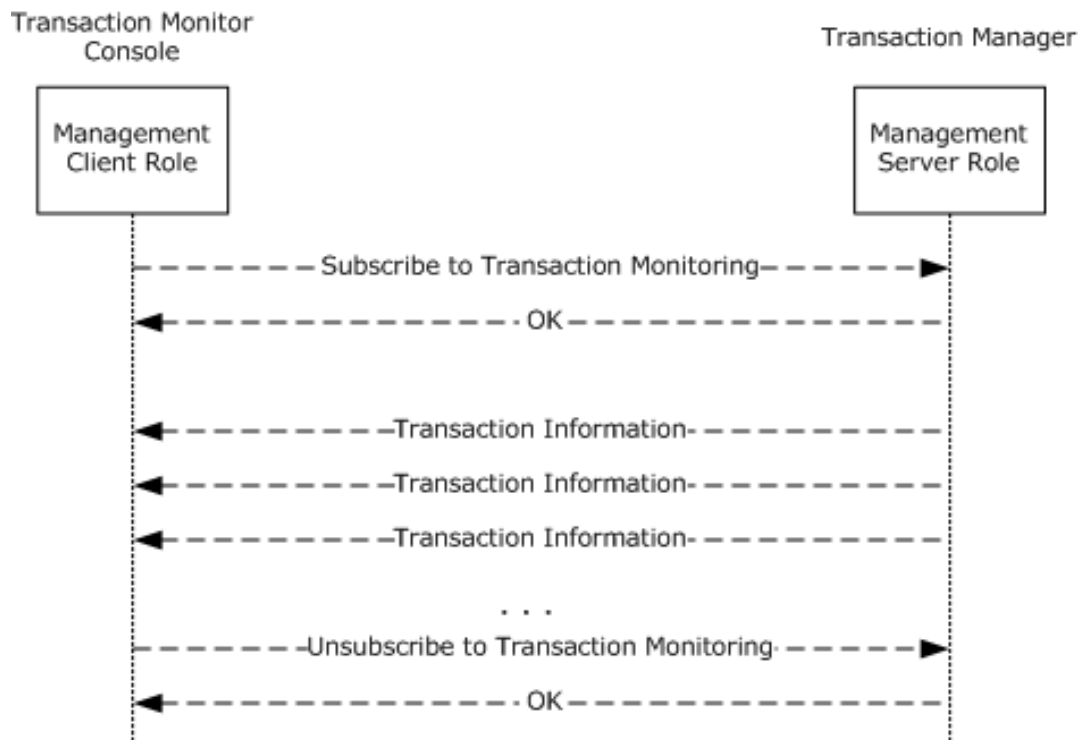 Transaction Monitor
Console
Transaction Manager
Management
Client Role
Management
Server Role
Subscribe to Transaction Monitoring
OK
Transaction Information
Transaction Information
Transaction Information
. . .
Unsubscribe to Transaction Monitoring
OK